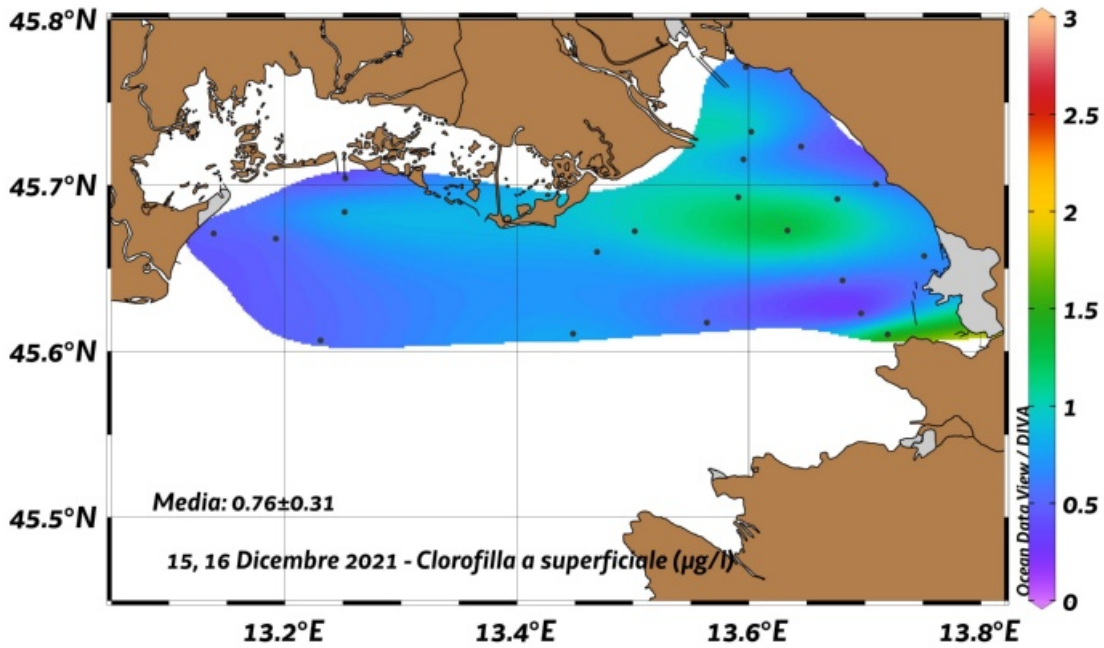 45.8°N
45.7°N
45.6°N
45.5°N
Media: 0.76±0.31
15, 16 Dicembre 2021 - Clorofilla a superficiale (µg/l)
13.2°E 13.4°E 13.6°E 13.8°E
3
2.5
2
1.5
1
0.5
0
Ocean Data View / DIVA